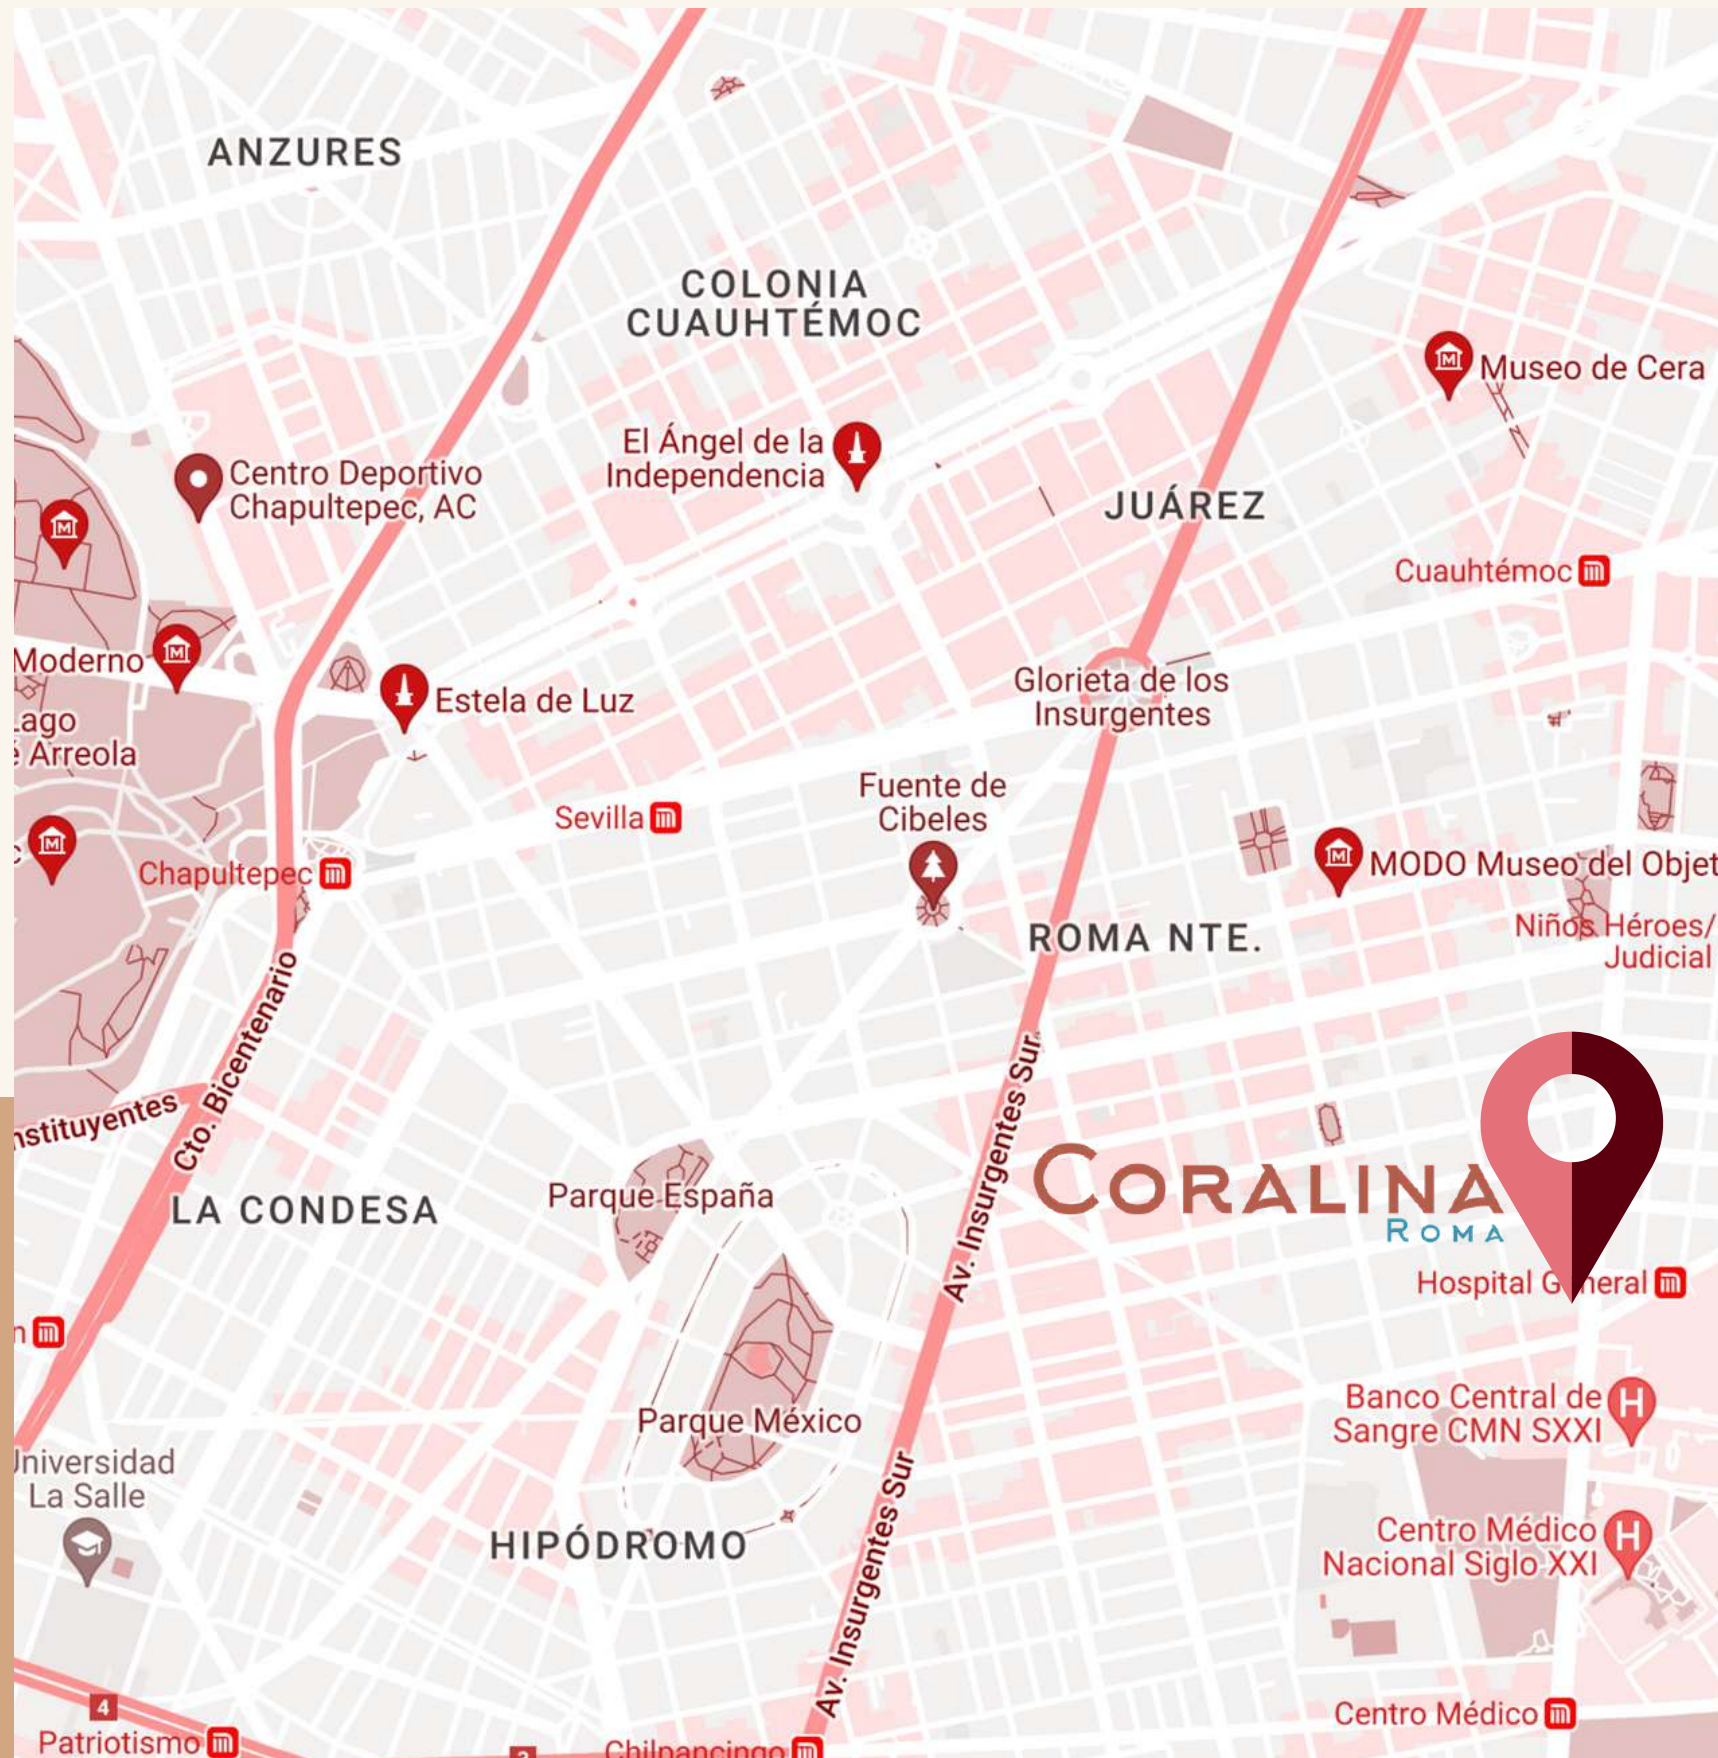 ANZURES
COLONIA
CUAUHTÉMOC
Museo de Cera
El Ángel de la
Independencia
Centro Deportivo
Chapultepec, AC
JUÁREZ
Cuauhtémoc
Moderno
Estela de Luz
Glorieta de los
Insurgentes
Lago
é Arreola
Fuente de
Cibeles
Sevilla
MODO Museo del Objet
Chapultepec
Niños Héroes/
Judicial
ROMA NTE.
Cto. Bicentenario
nstituyentes
Av. Insurgentes Sur
CORALINA
ROMA
Parque España
LA CONDESA
Hospital General
n
Parque México
Banco Central de
Sangre CMN SXXI
H
Universidad
La Salle
Av. Insurgentes Sur
HIPÓDROMO
Centro Médico
Nacional Siglo XXI
H
4
Patriotismo
Centro Médico
Chilpancingo